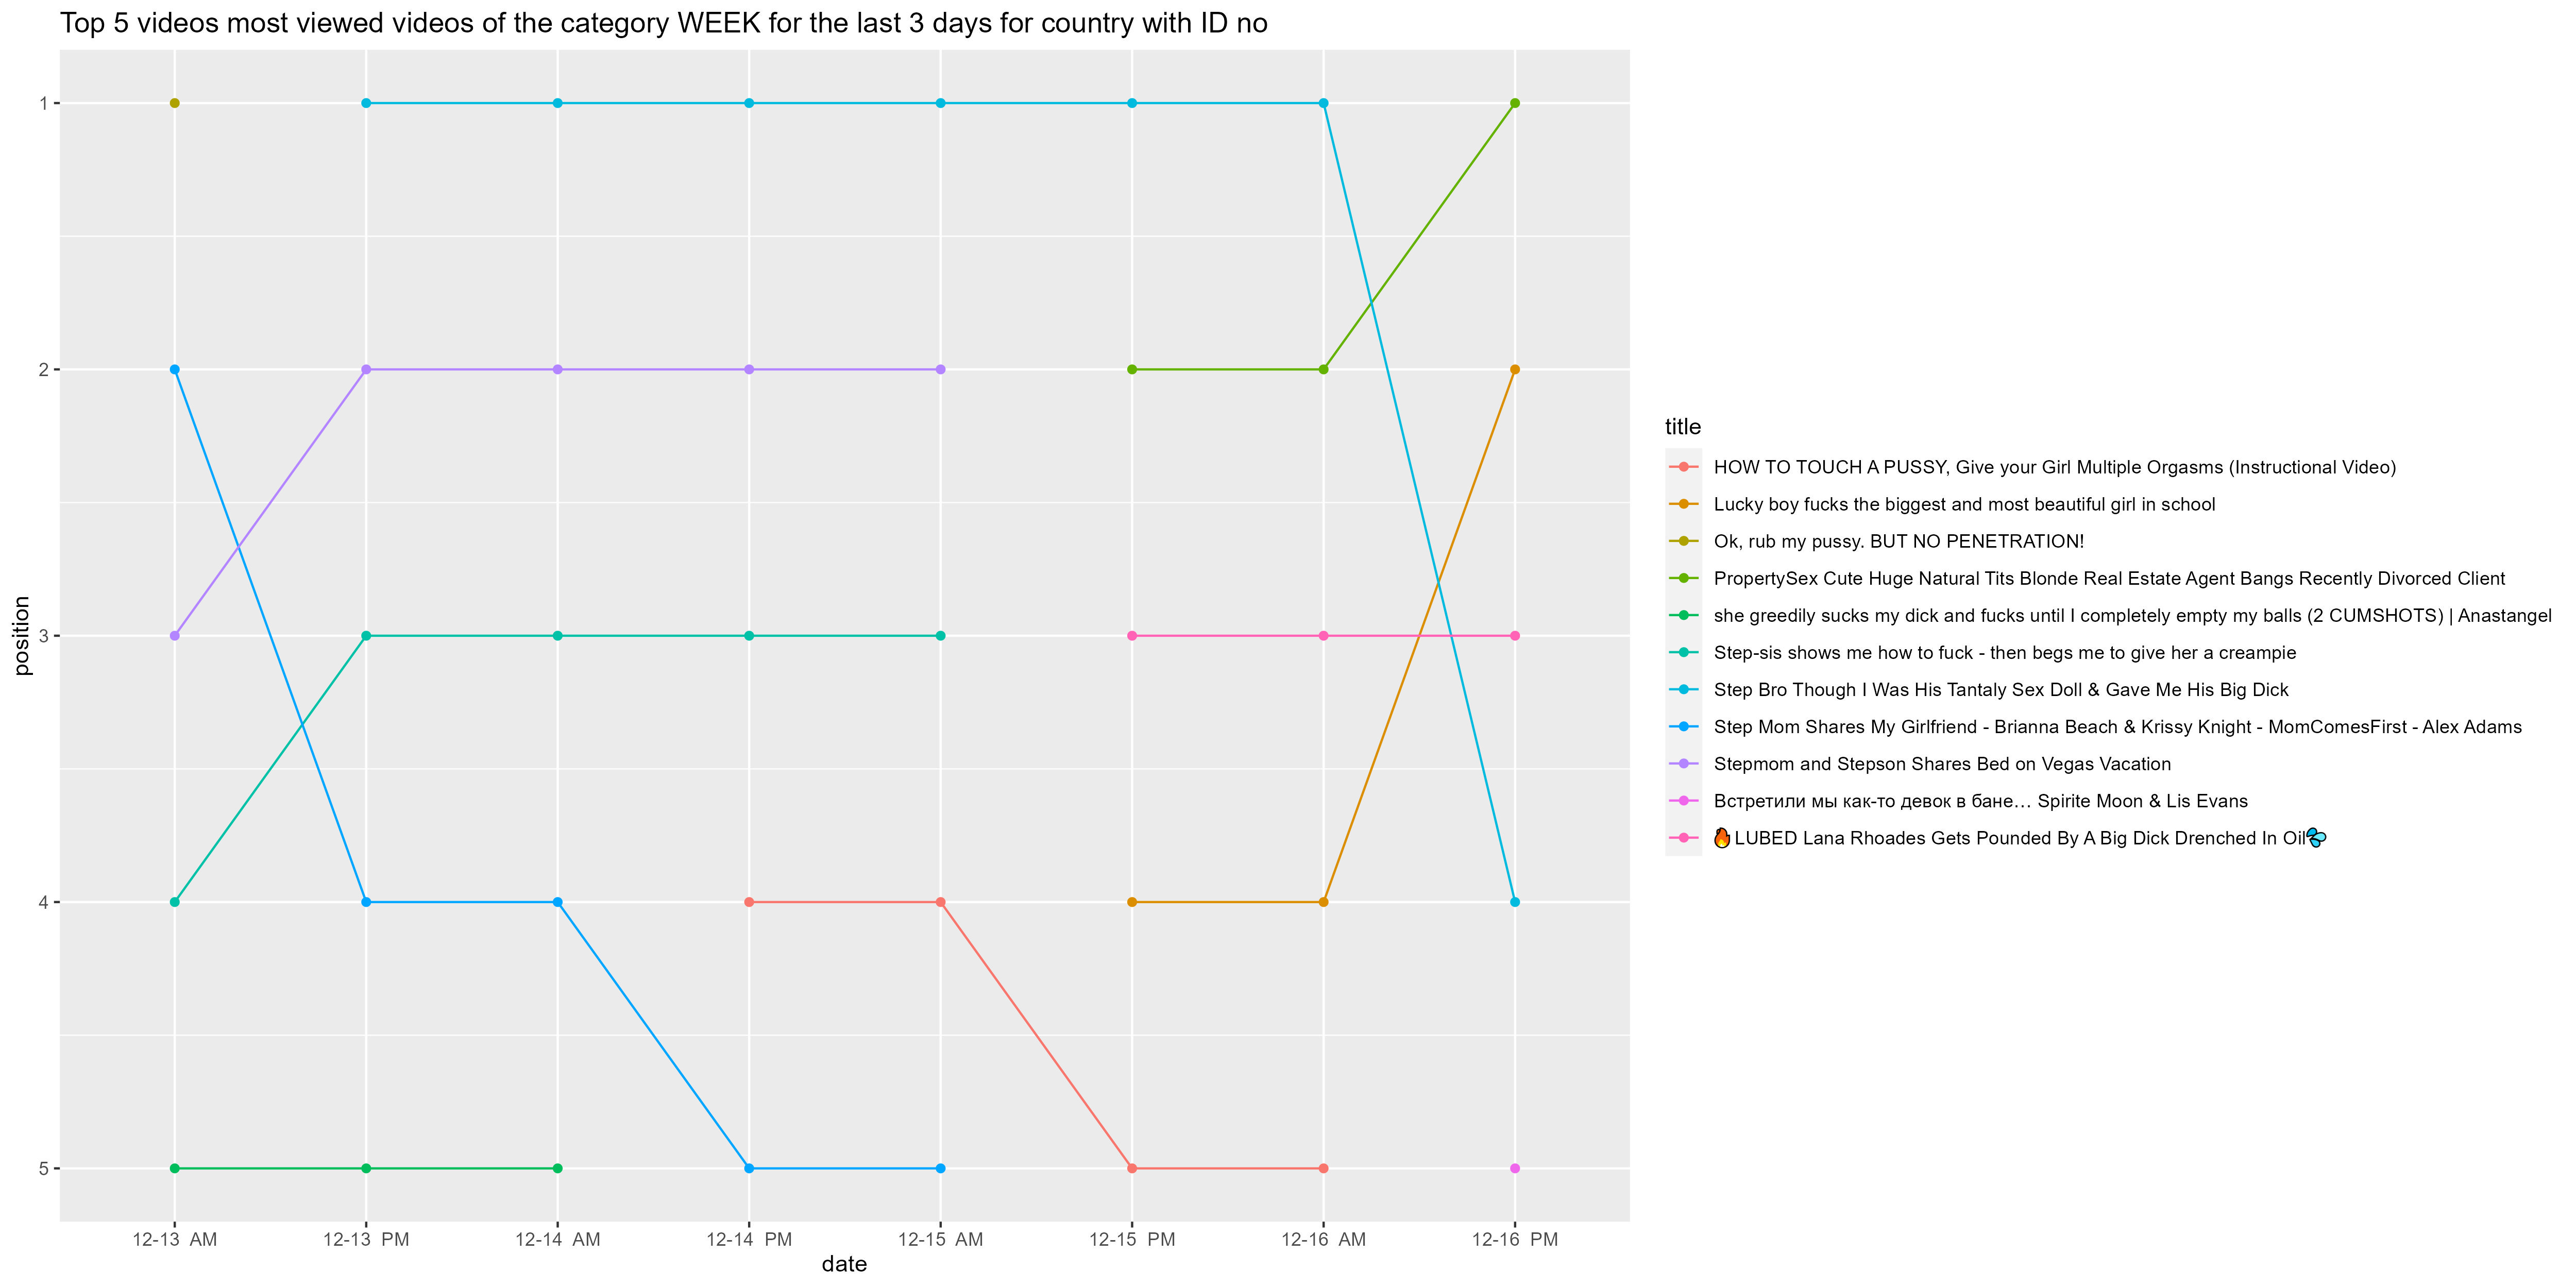 Top 5 videos most viewed videos of the category WEEK for the last 3 days for country with ID no
position
1
2
3
4
5
12-13 AM
12-13 PM
12-14 AM
12-14 PM
12-15 AM
12-15 PM
12-16 AM
12-16 PM
date
title
HOW TO TOUCH A PUSSY, Give your Girl Multiple Orgasms (Instructional Video)
Lucky boy fucks the biggest and most beautiful girl in school
Ok, rub my pussy. BUT NO PENETRATION!
PropertySex Cute Huge Natural Tits Blonde Real Estate Agent Bangs Recently Divorced Client
she greedily sucks my dick and fucks until I completely empty my balls (2 CUMSHOTS) | Anastangel
Step-sis shows me how to fuck - then begs me to give her a creampie
Step Bro Though I Was His Tantaly Sex Doll & Gave Me His Big Dick
Step Mom Shares My Girlfriend - Brianna Beach & Krissy Knight - MomComesFirst - Alex Adams
Stepmom and Stepson Shares Bed on Vegas Vacation
Встретили мы как-то девок в бане… Spirite Moon & Lis Evans
🔥LUBED Lana Rhoades Gets Pounded By A Big Dick Drenched In Oil💦